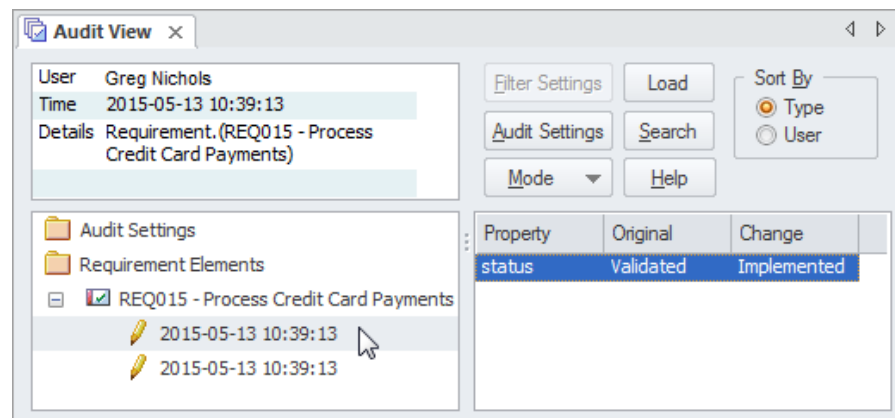 Audit View
User Greg Nichols
Time 2015-05-13 10:39:13
Details Requirement.(REQ015 - Process
Credit Card Payments)
Filter Settings Load
Audit Settings Search
Mode Help
Sort By
Type
User
Audit Settings
Requirement Elements
REQ015 - Process Credit Card Payments
2015-05-13 10:39:13
2015-05-13 10:39:13
Property Original Change
status Validated Implemented